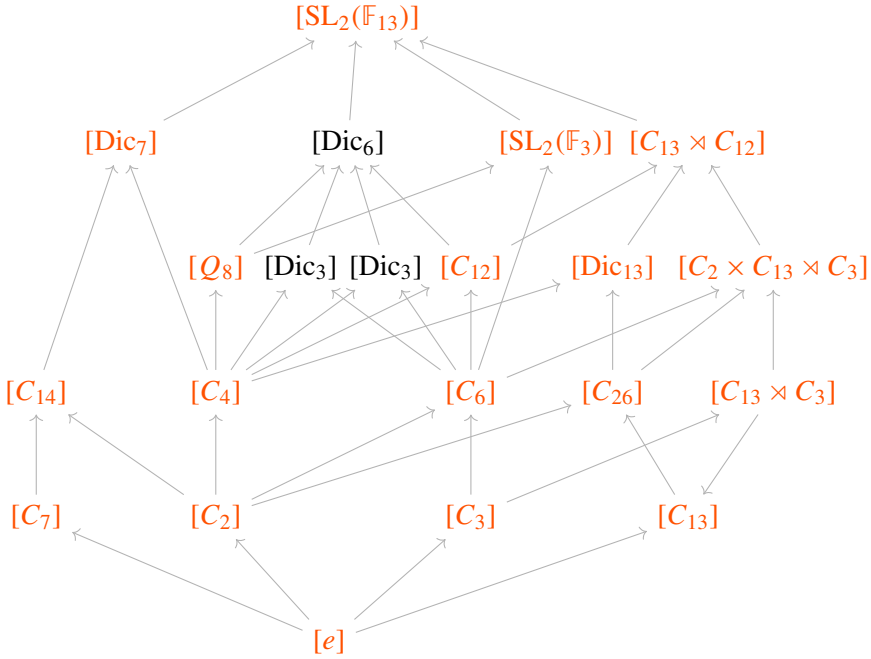 [SL₂(𝔽₁₃)]
[Dic₇] [Dic₆] [SL₂(𝔽₃)] [C₁₃ ⋊ C₁₂]
[Q₈] [Dic₃] [Dic₃] [C₁₂] [Dic₁₃] [C₂ × C₁₃ ⋊ C₃]
[C₁₄] [C₄] [C₆] [C₂₆] [C₁₃ ⋊ C₃]
[C₇] [C₂] [C₃] [C₁₃]
[e]